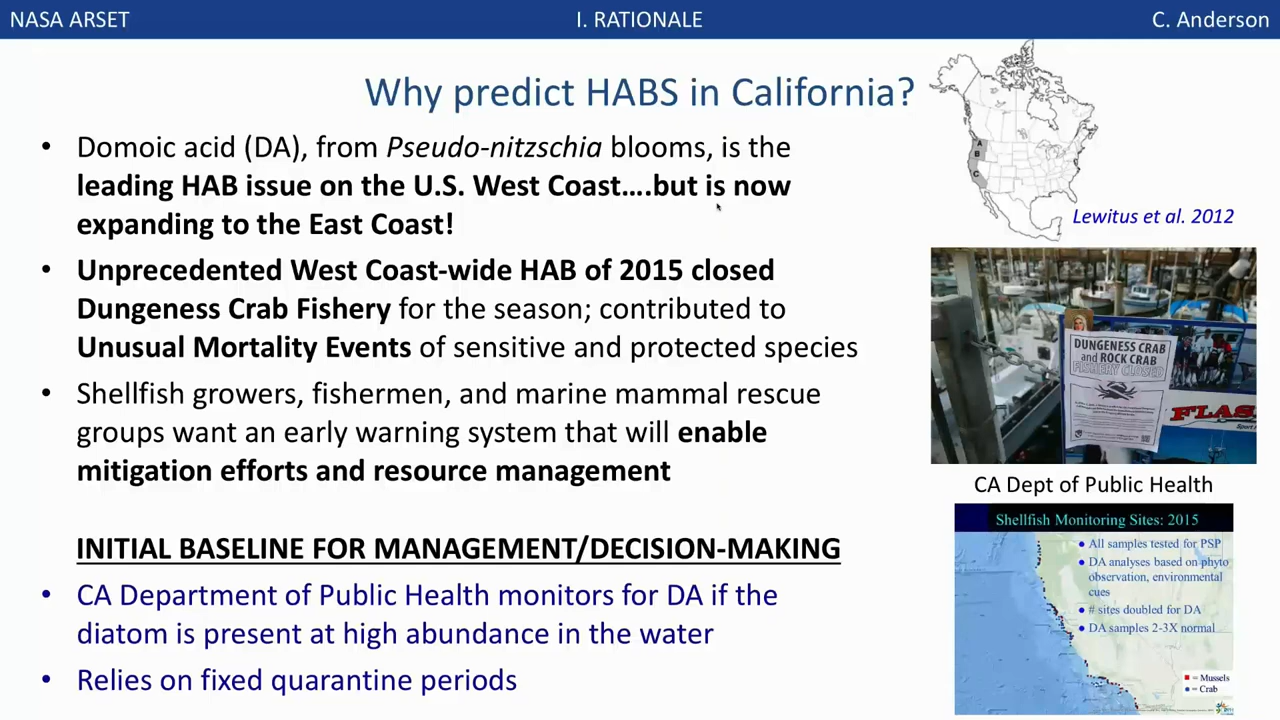 NASA ARSET
I. RATIONALE
C. Anderson
Why predict HABS in California?
• Domoic acid (DA), from Pseudo-nitzschia blooms, is the
leading HAB issue on the U.S. West Coast….but is now
expanding to the East Coast!
• Unprecedented West Coast-wide HAB of 2015 closed
Dungeness Crab Fishery for the season; contributed to
Unusual Mortality Events of sensitive and protected species
• Shellfish growers, fishermen, and marine mammal rescue
groups want an early warning system that will enable
mitigation efforts and resource management
INITIAL BASELINE FOR MANAGEMENT/DECISION-MAKING
• CA Department of Public Health monitors for DA if the
diatom is present at high abundance in the water
• Relies on fixed quarantine periods
A
B
C
Lewitus et al. 2012
DUNGENESS CRAB
and ROCK CRAB
FISHERY CLOSED
FLAS
CA Dept of Public Health
Shellfish Monitoring Sites: 2015
• All samples tested for PSP
• DA analyses based on phyto
observation, environmental
cues
• # sites doubled for DA
• DA samples 2-3X normal
= Mussels
= Crab